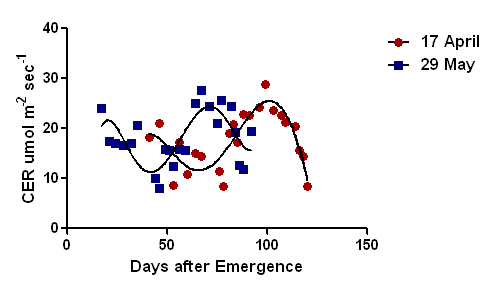 40
30
20
10
0
CER umol m⁻² sec⁻¹
0 50 100 150
Days after Emergence
17 April
29 May